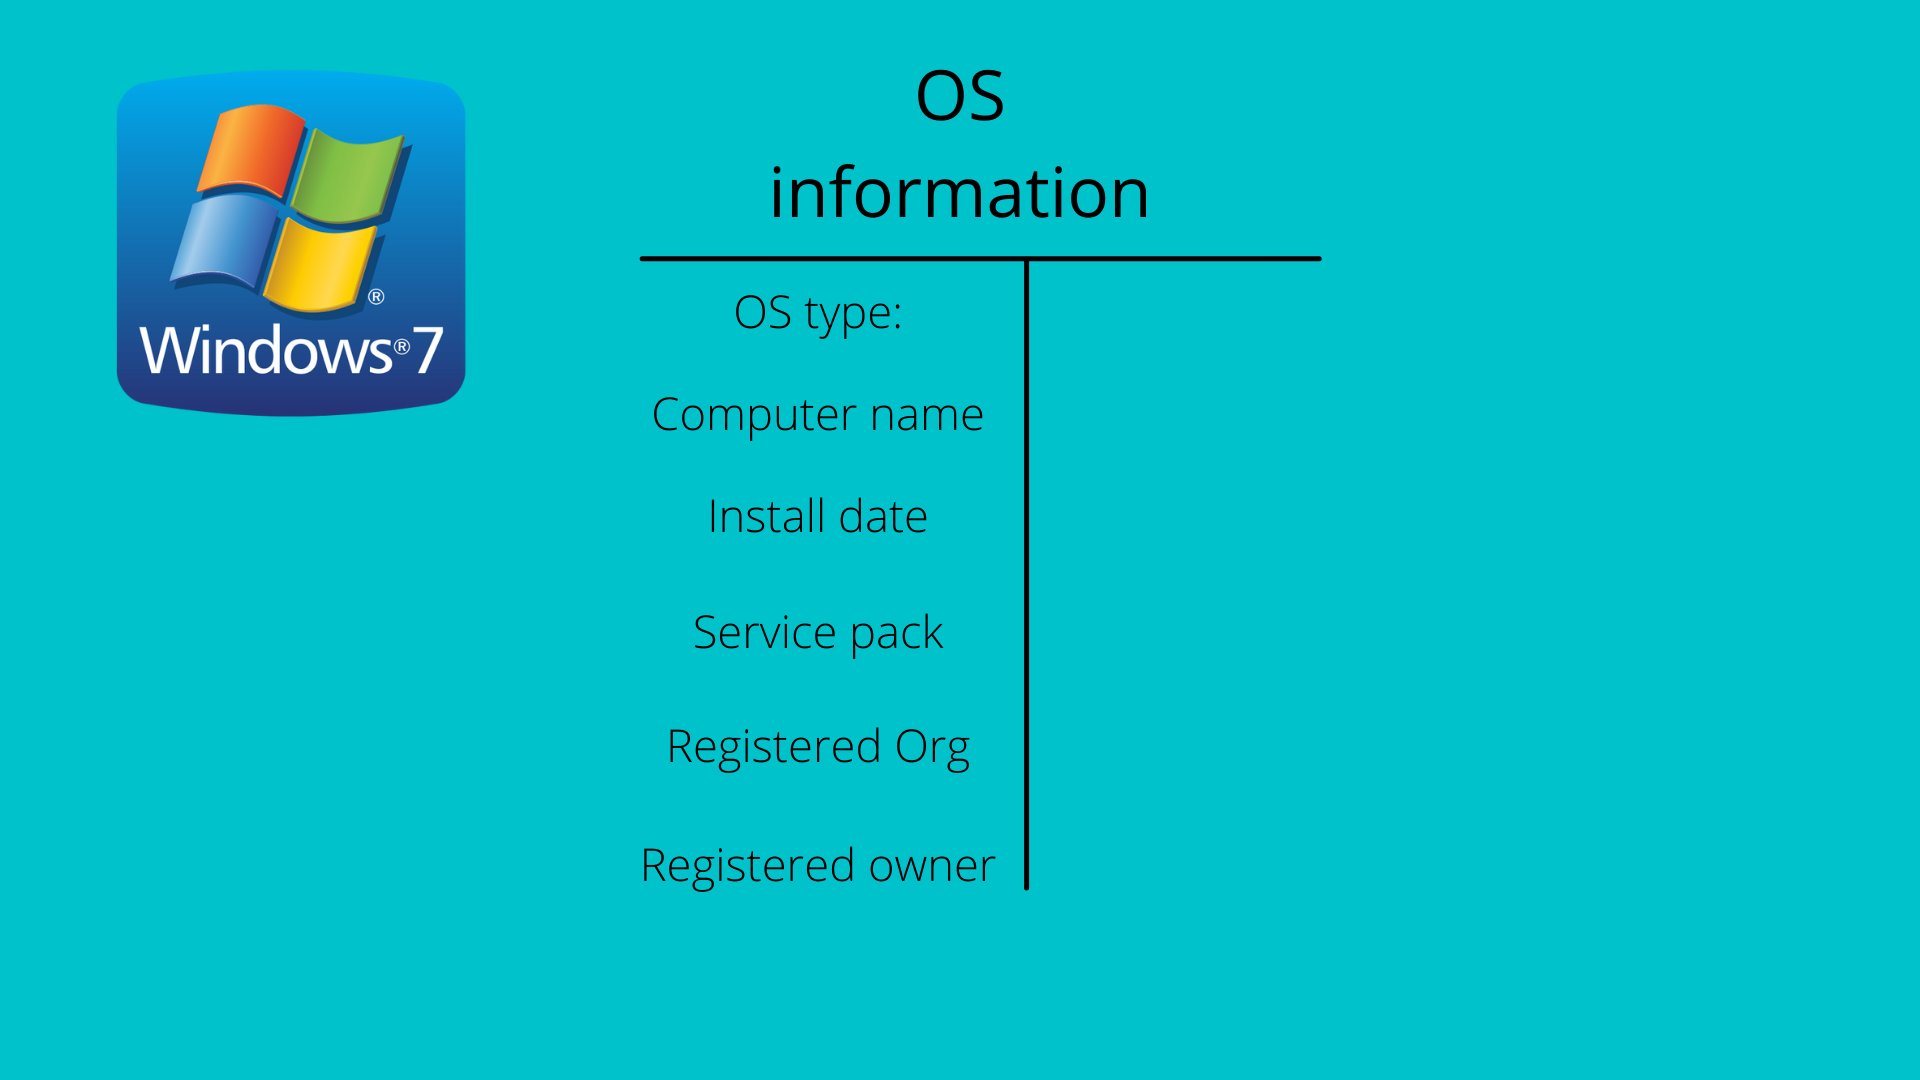 ®
Windows®7
OS
information
OS type:
Computer name
Install date
Service pack
Registered Org
Registered owner